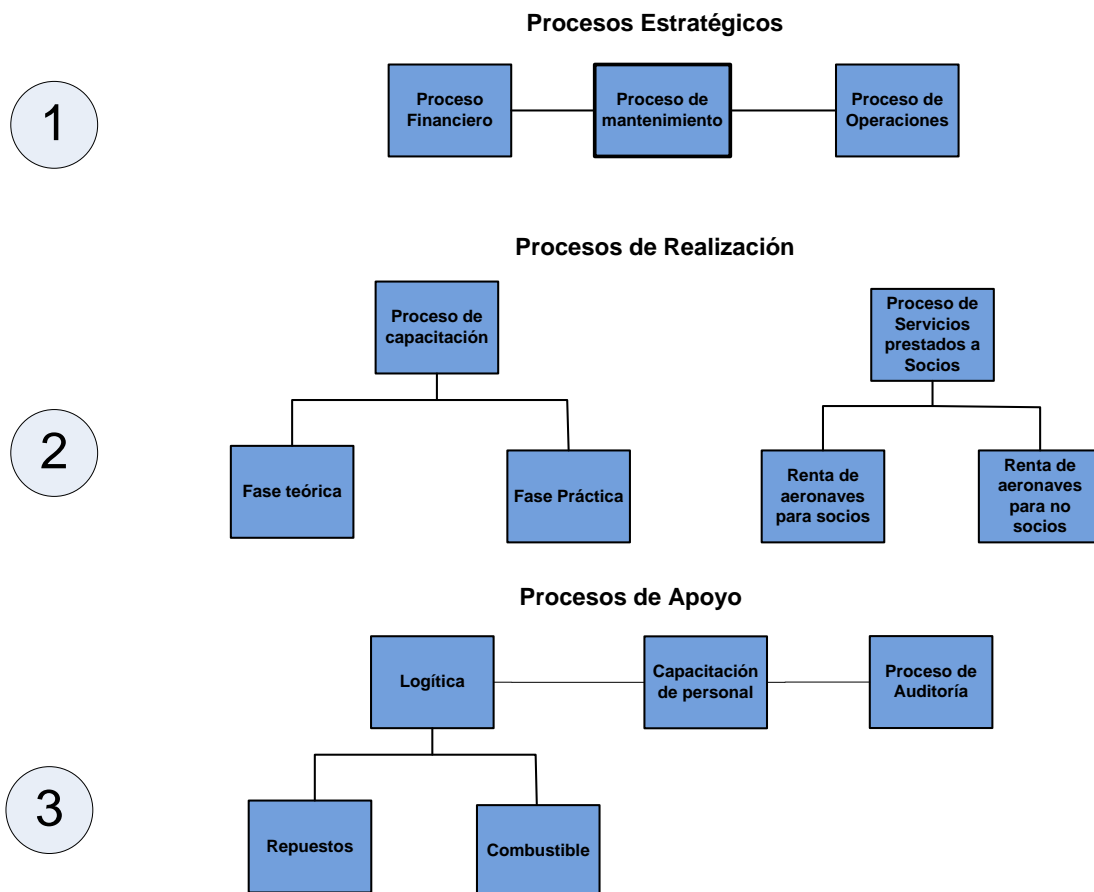 Procesos Estratégicos
1
Proceso
Financiero
Proceso de
mantenimiento
Proceso de
Operaciones
Procesos de Realización
2
Proceso de
capacitación
Proceso de
Servicios
prestados a
Socios
Fase teórica
Fase Práctica
Renta de
aeronaves
para socios
Renta de
aeronaves
para no
socios
Procesos de Apoyo
3
Logítica
Capacitación
de personal
Proceso de
Auditoría
Repuestos
Combustible